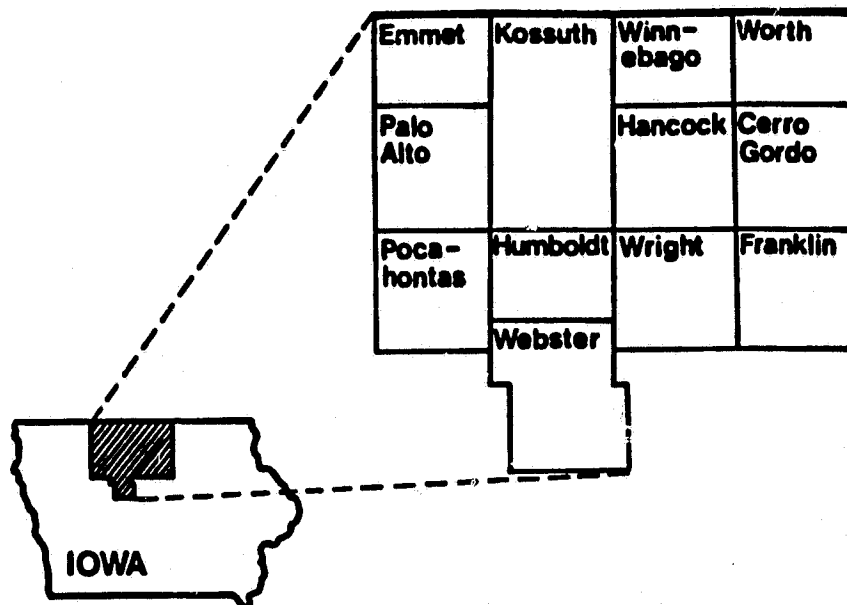 Emmet
Kossuth
Winn-
ebago
Worth
Palo
Alto
Hancock
Cerro
Gordo
Poca-
hontas
Humboldt
Wright
Franklin
Webster
IOWA